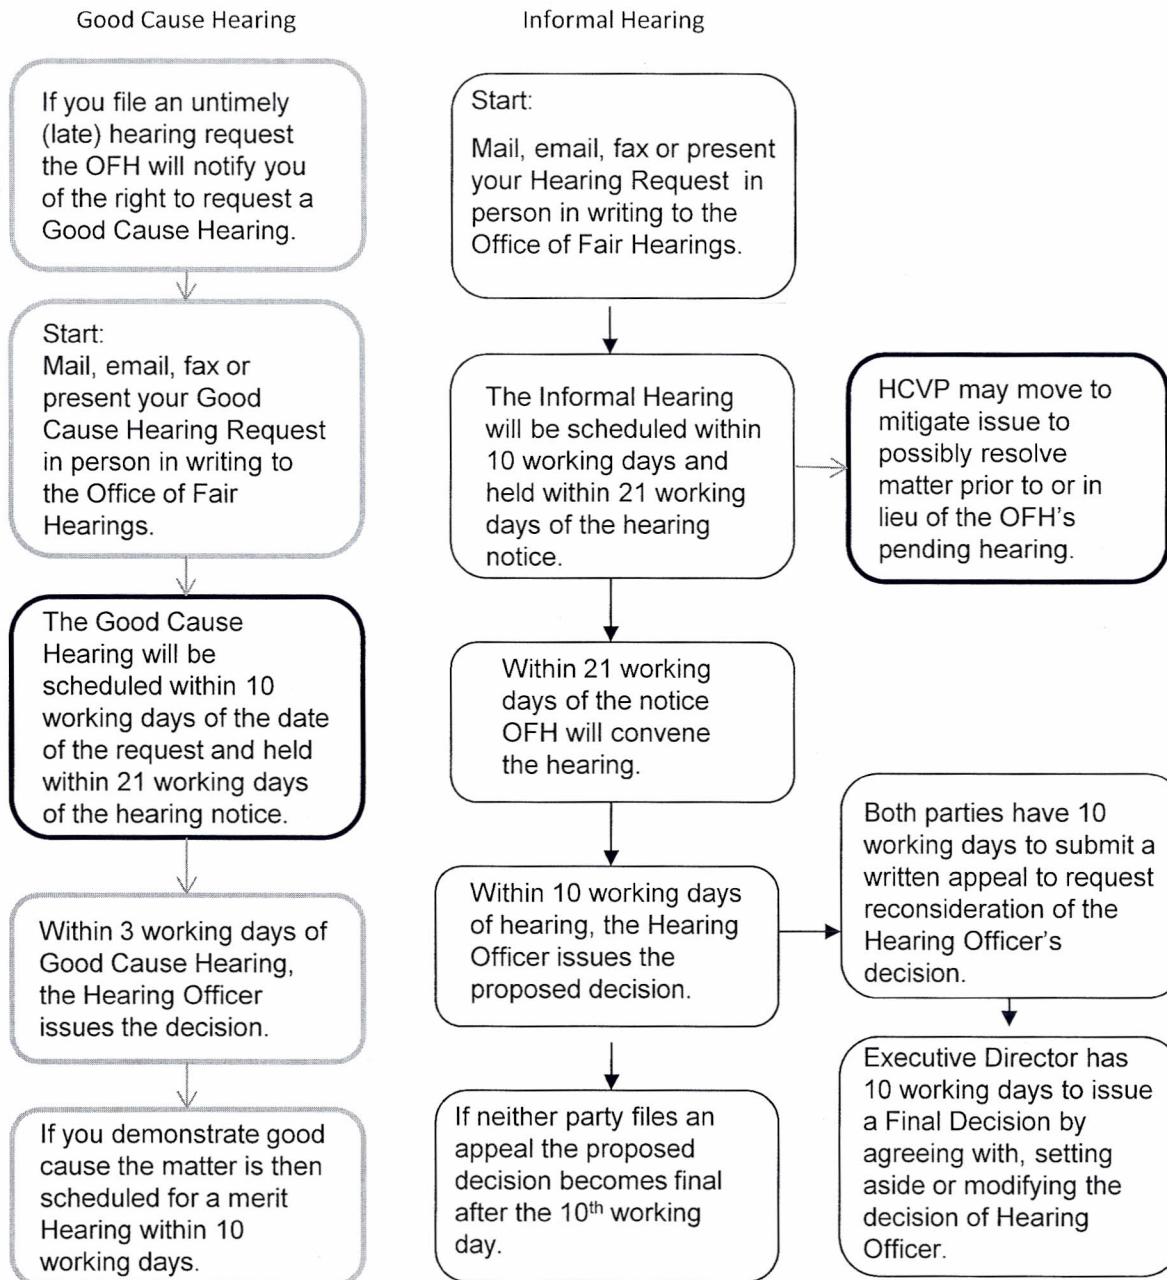 Good Cause Hearing
If you file an untimely
(late) hearing request
the OFH will notify you
of the right to request a
Good Cause Hearing.
Start:
Mail, email, fax or
present your Good
Cause Hearing Request
in person in writing to
the Office of Fair
Hearings.
The Good Cause
Hearing will be
scheduled within 10
working days of the date
of the request and held
within 21 working days
of the hearing notice.
Within 3 working days of
Good Cause Hearing,
the Hearing Officer
issues the decision.
If you demonstrate good
cause the matter is then
scheduled for a merit
Hearing within 10
working days.
Informal Hearing
Start:
Mail, email, fax or present
your Hearing Request in
person in writing to the
Office of Fair Hearings.
The Informal Hearing
will be scheduled within
10 working days and
held within 21 working
days of the hearing
notice.
HCVP may move to
mitigate issue to
possibly resolve
matter prior to or in
lieu of the OFH's
pending hearing.
Within 21 working
days of the notice
OFH will convene
the hearing.
Within 10 working days
of hearing, the Hearing
Officer issues the
proposed decision.
Both parties have 10
working days to submit a
written appeal to request
reconsideration of the
Hearing Officer's
decision.
If neither party files an
appeal the proposed
decision becomes final
after the 10th working
day.
Executive Director has
10 working days to issue
a Final Decision by
agreeing with, setting
aside or modifying the
decision of Hearing
Officer.